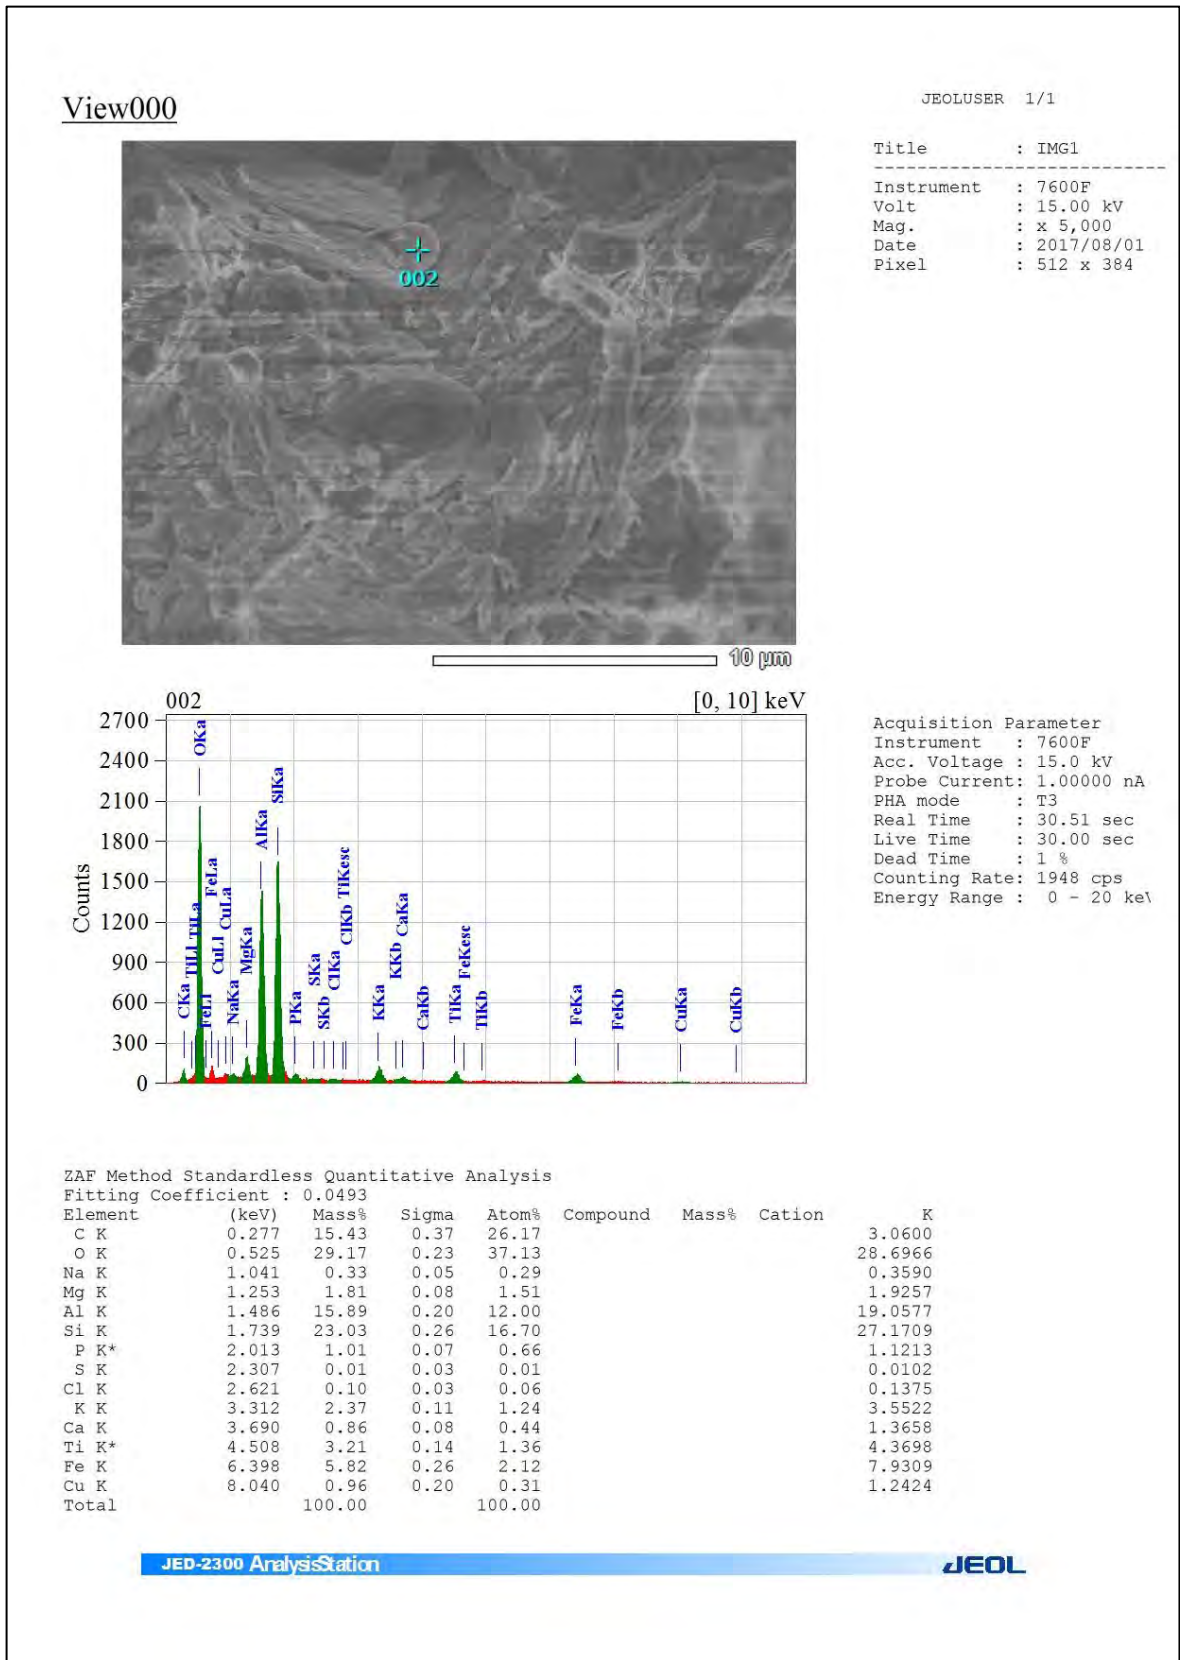 View000
JEOLUSER 1/1
Title : IMG1
-----------------------------
Instrument : 7600F
Volt : 15.00 kV
Mag. : x 5,000
Date : 2017/08/01
Pixel : 512 x 384
002
10 µm
002 [0, 10] keV
2700
2400
2100
1800
1500
1200
900
600
300
0
Counts
CKa
TiLl
TiLa
OKa
FeLl
FeLa
CuLl
CuLa
NaKa
MgKa
AlKa
SiKa
PKa
SKa
SKb
ClKa
ClKb
TiKesc
KKa
KKb
CaKa
CaKb
TiKa
FeKesc
TiKb
FeKa
FeKb
CuKa
CuKb
Acquisition Parameter
Instrument : 7600F
Acc. Voltage : 15.0 kV
Probe Current: 1.00000 nA
PHA mode : T3
Real Time : 30.51 sec
Live Time : 30.00 sec
Dead Time : 1 %
Counting Rate: 1948 cps
Energy Range : 0 - 20 keV
ZAF Method Standardless Quantitative Analysis
Fitting Coefficient : 0.0493
Element (keV) Mass% Sigma Atom% Compound Mass% Cation K
C K 0.277 15.43 0.37 26.17 3.0600
O K 0.525 29.17 0.23 37.13 28.6966
Na K 1.041 0.33 0.05 0.29 0.3590
Mg K 1.253 1.81 0.08 1.51 1.9257
Al K 1.486 15.89 0.20 12.00 19.0577
Si K 1.739 23.03 0.26 16.70 27.1709
P K* 2.013 1.01 0.07 0.66 1.1213
S K 2.307 0.01 0.03 0.01 0.0102
Cl K 2.621 0.10 0.03 0.06 0.1375
K K 3.312 2.37 0.11 1.24 3.5522
Ca K 3.690 0.86 0.08 0.44 1.3658
Ti K* 4.508 3.21 0.14 1.36 4.3698
Fe K 6.398 5.82 0.26 2.12 7.9309
Cu K 8.040 0.96 0.20 0.31 1.2424
Total 100.00 100.00
JED-2300 AnalysisStation
JEOL